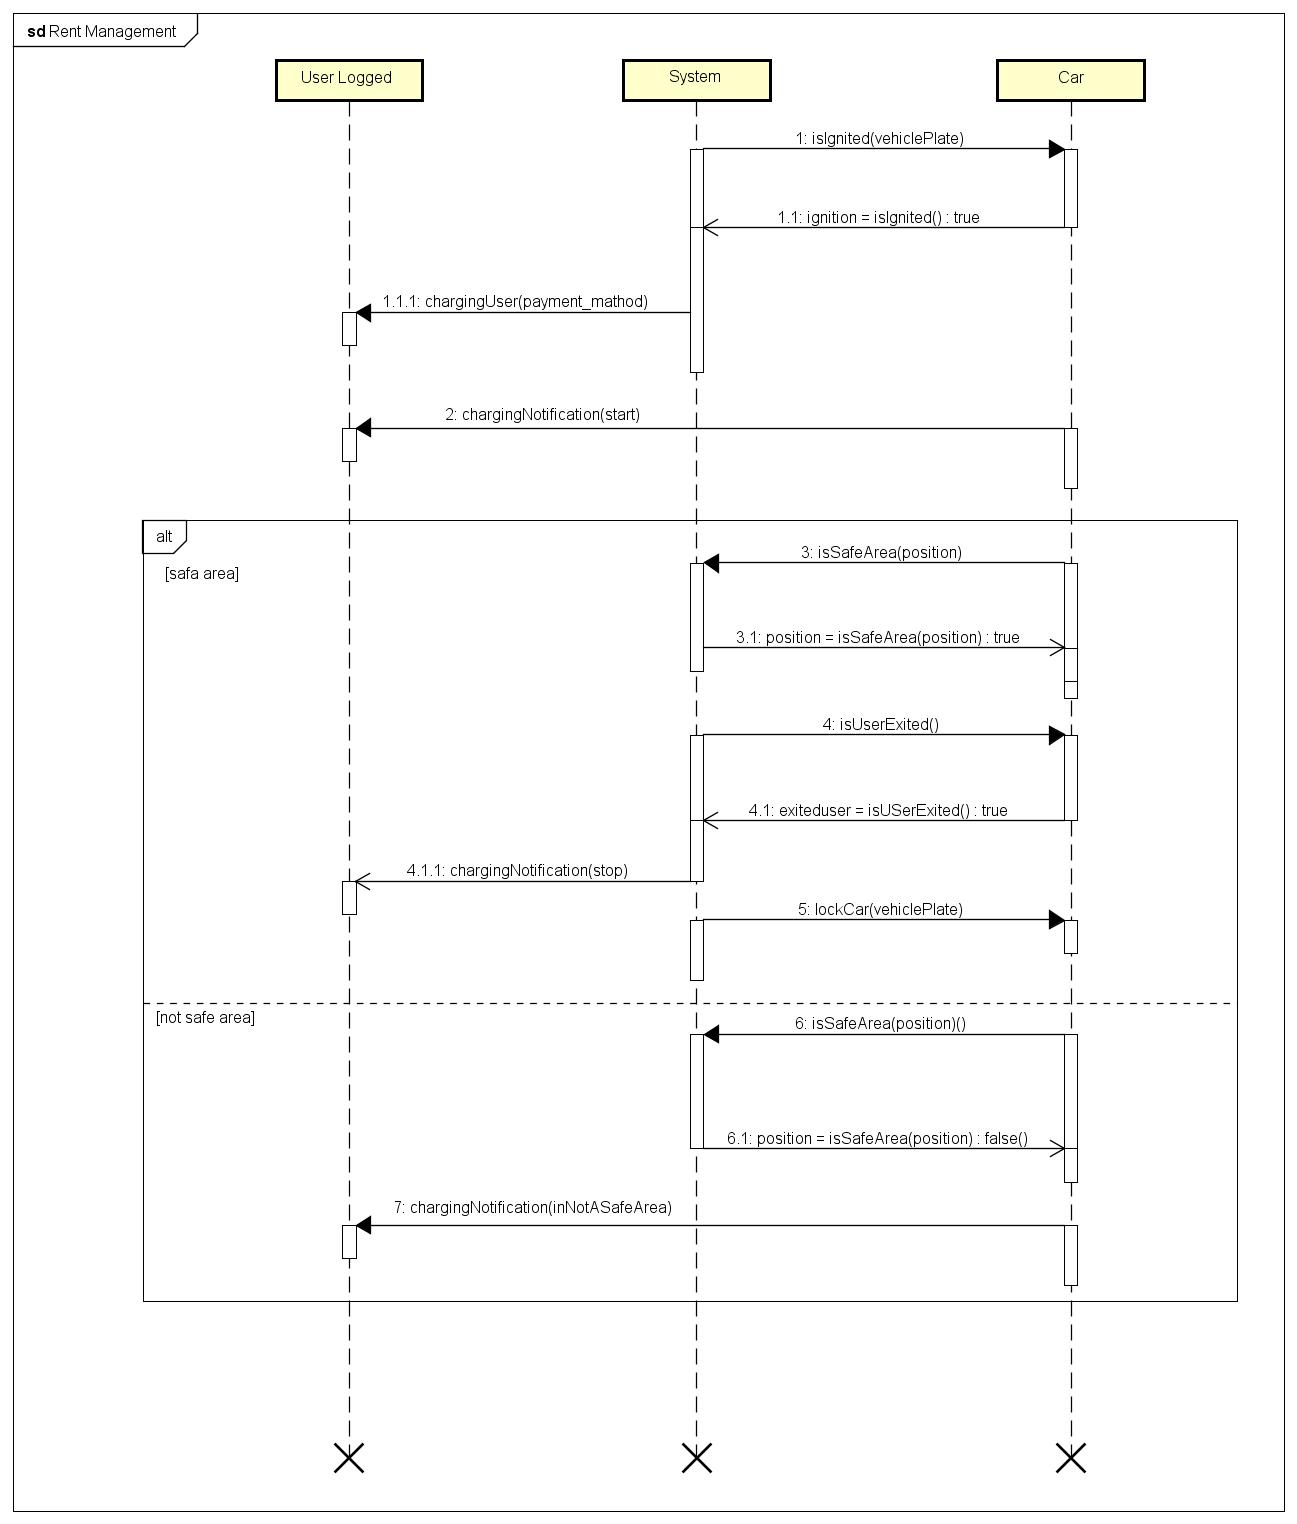 sd Rent Management
User Logged
System
Car
1: isIgnited(vehiclePlate)
1.1: ignition = isIgnited() : true
1.1.1: chargingUser(payment_mathod)
2: chargingNotification(start)
alt
[safa area]
3: isSafeArea(position)
3.1: position = isSafeArea(position) : true
4: isUserExited()
4.1: exiteduser = isUSerExited() : true
4.1.1: chargingNotification(stop)
5: lockCar(vehiclePlate)
[not safe area]
6: isSafeArea(position)()
6.1: position = isSafeArea(position) : false()
7: chargingNotification(inNotASafeArea)